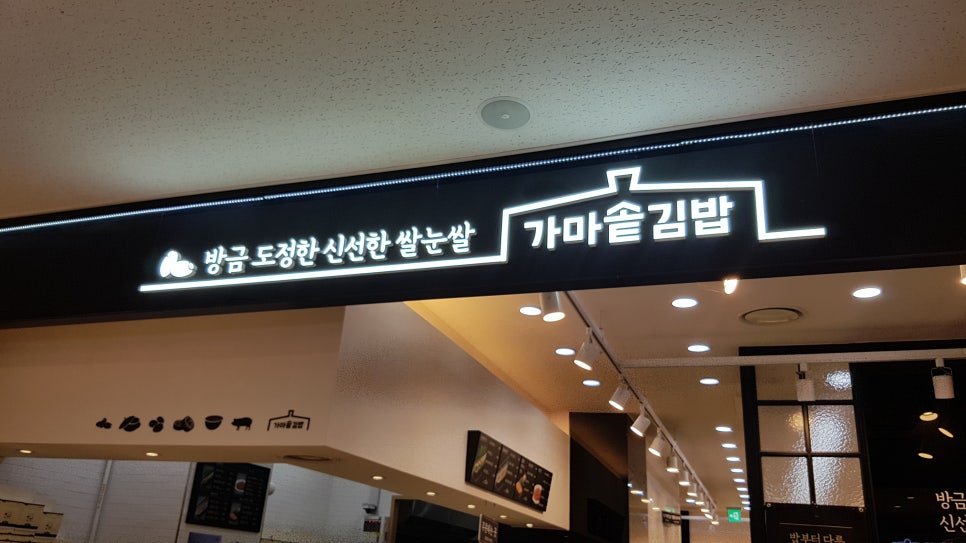 방금 도정한 신선한 쌀눈쌀
가마솥김밥
가마솥김밥
방금
신선
밥부터 다른